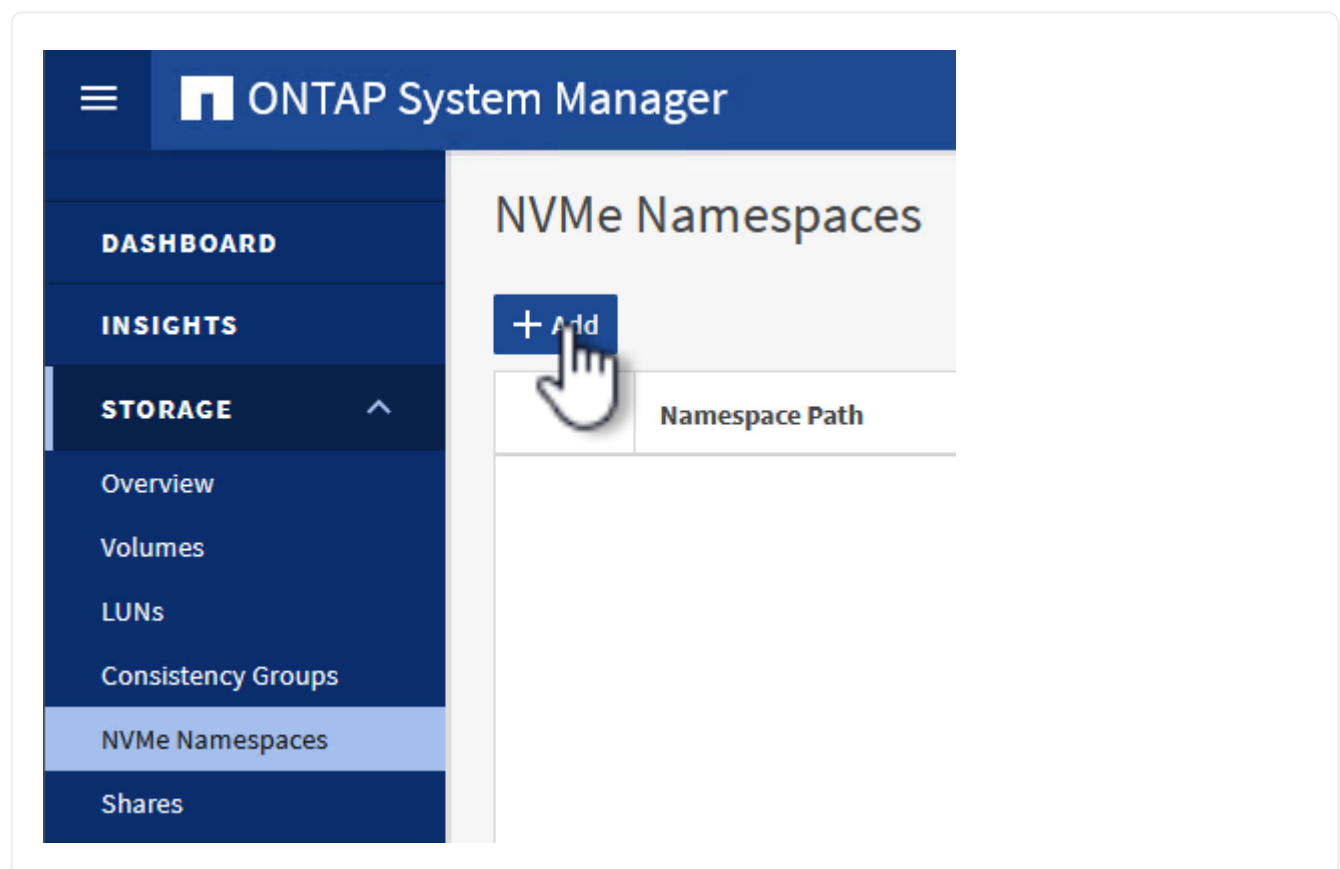 ONTAP System Manager
DASHBOARD
INSIGHTS
STORAGE
Overview
Volumes
LUNs
Consistency Groups
NVMe Namespaces
Shares
NVMe Namespaces
+ Add
Namespace Path